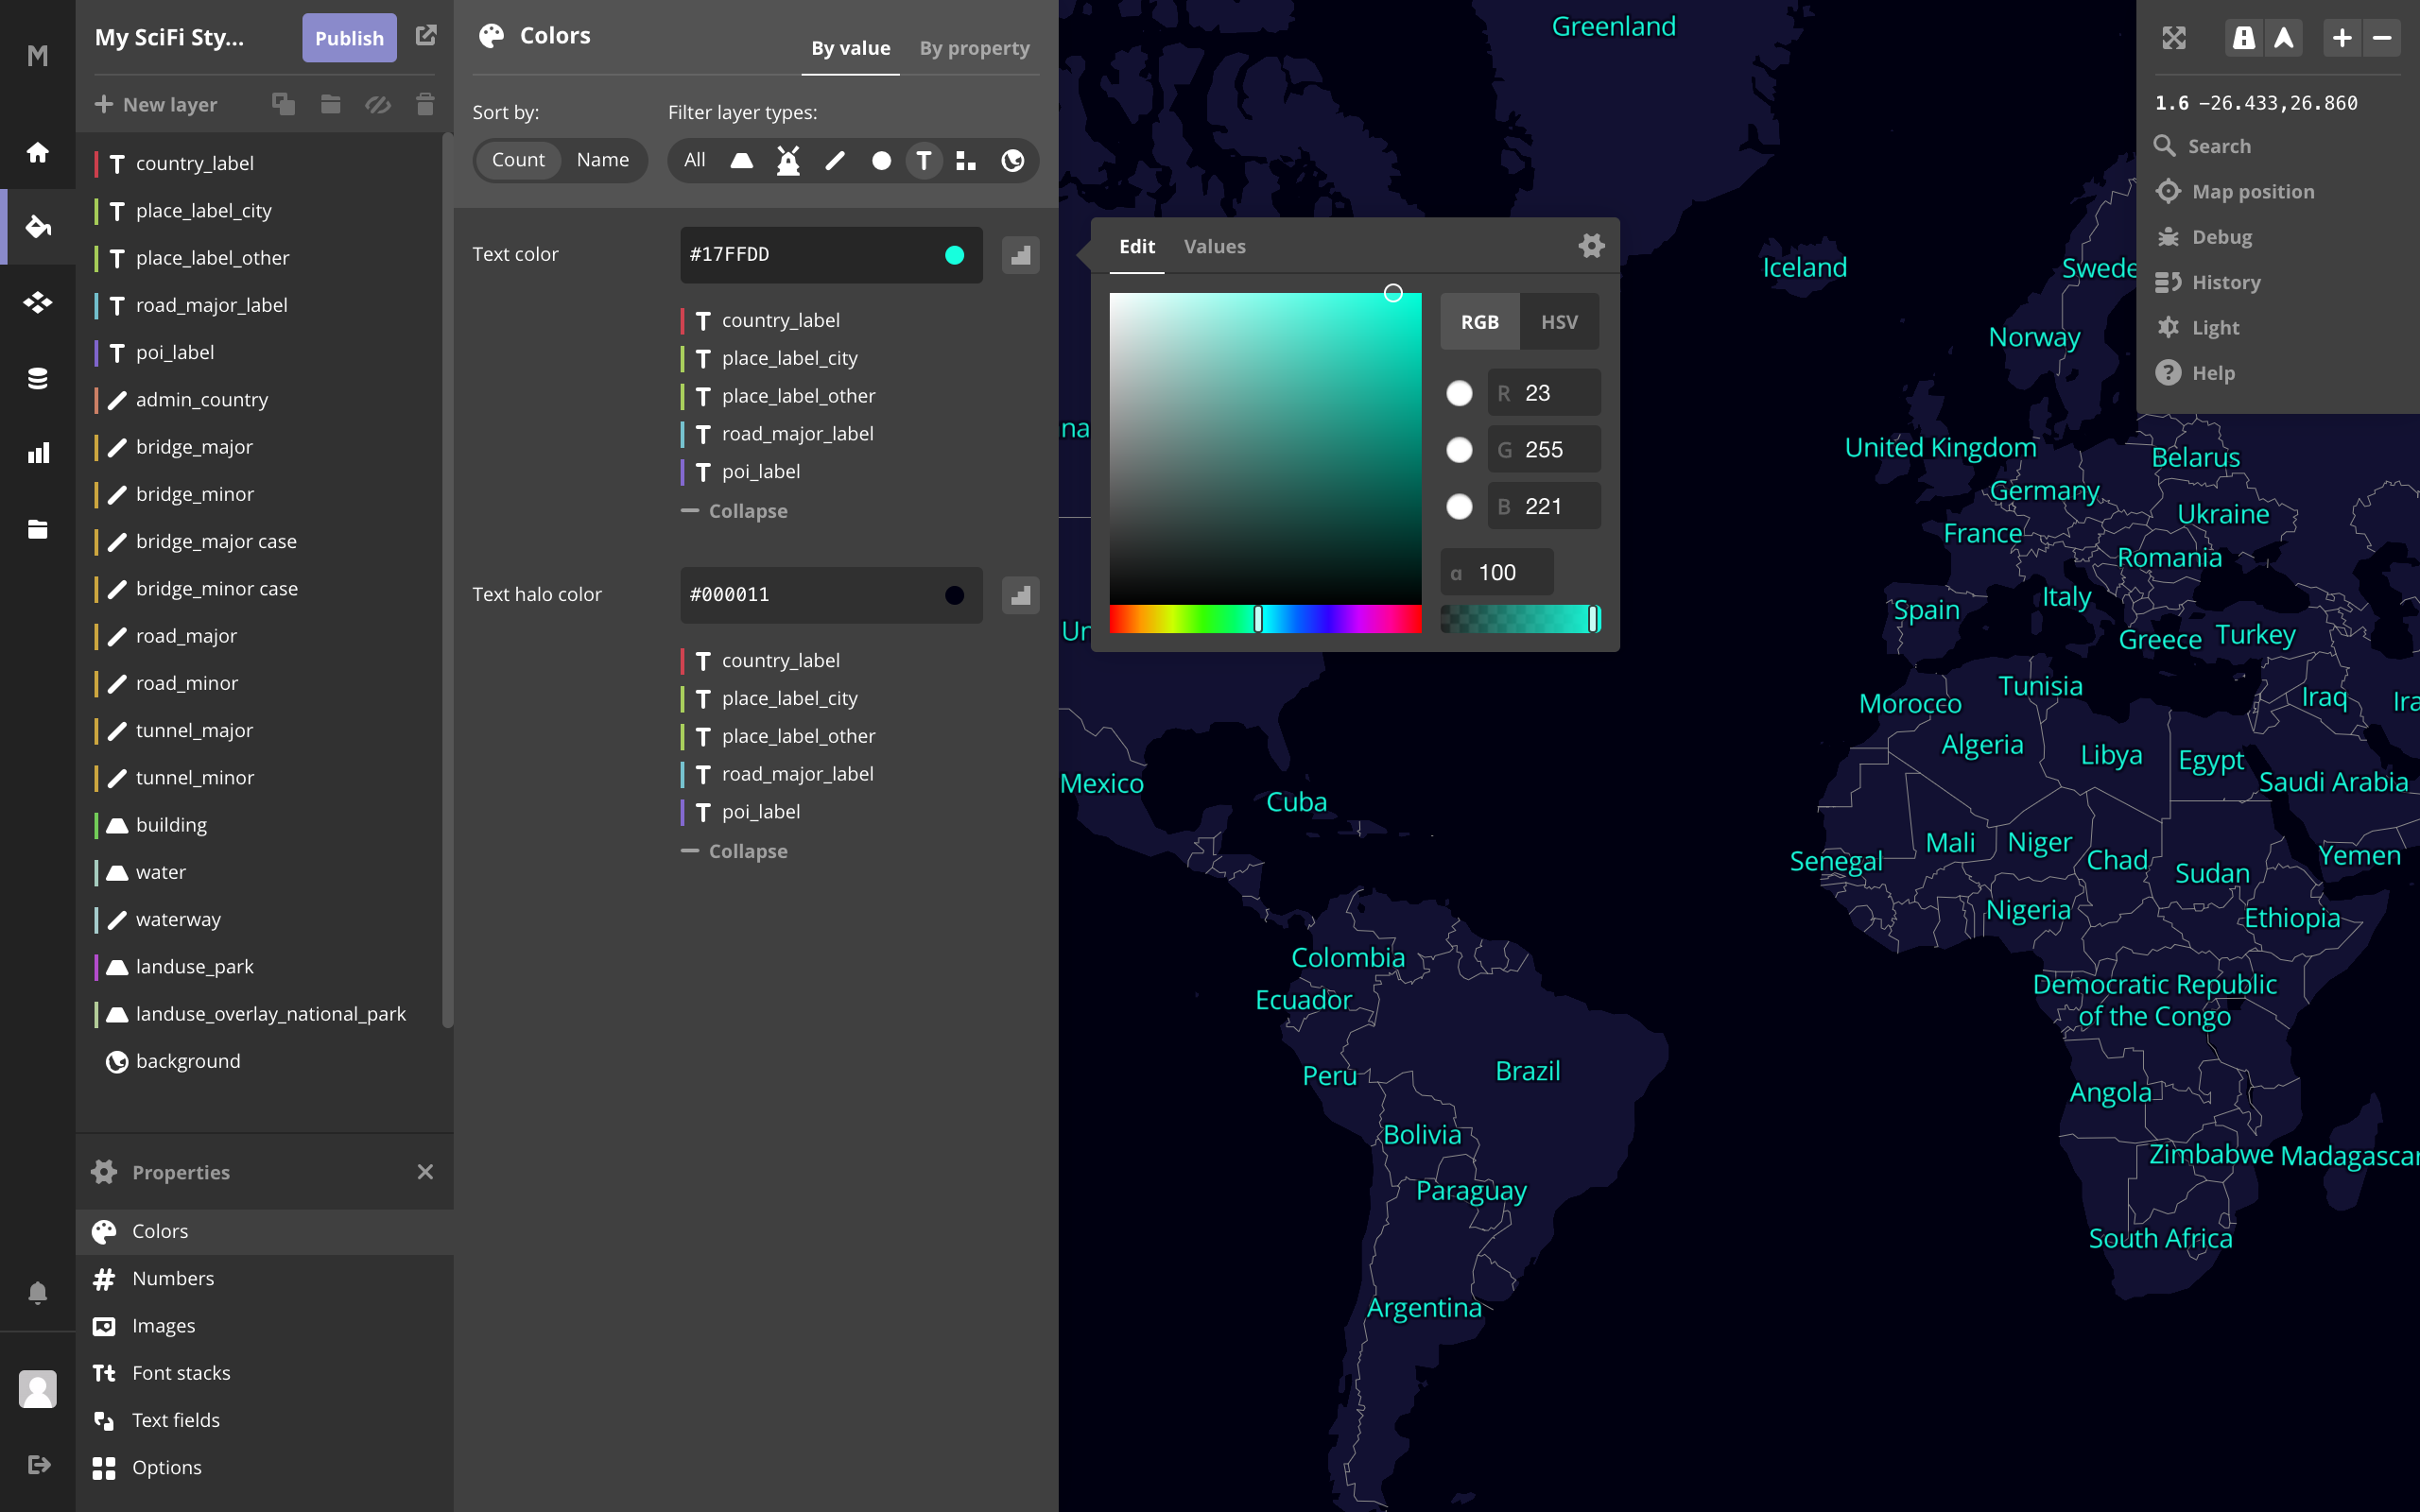 M
My SciFi Sty...
Publish
New layer
country_label
place_label_city
place_label_other
road_major_label
poi_label
admin_country
bridge_major
bridge_minor
bridge_major case
bridge_minor case
road_major
road_minor
tunnel_major
tunnel_minor
building
water
waterway
landuse_park
landuse_overlay_national_park
background
Properties
Colors
Numbers
Images
Tt Font stacks
Text fields
Options
Colors
By value By property
Sort by: Filter layer types:
Count Name All T
Text color #17FFDD
T country_label
T place_label_city
T place_label_other
T road_major_label
T poi_label
Collapse
Text halo color #000011
T country_label
T place_label_city
T place_label_other
T road_major_label
T poi_label
Collapse
Edit Values
RGB HSV
R 23
G 255
B 221
α 100
1.6 −26.433,26.860
Search
Map position
Debug
History
Light
? Help
Greenland
Iceland
Swede
Norway
na
United Kingdom
Belarus
Germany
Ukraine
France
Romania
Italy
Spain
Ur
Greece
Turkey
Tunisia
Morocco
Iraq
Ira
Algeria
Libya
Egypt
Saudi Arabia
Mexico
Cuba
Mali
Niger
Chad
Senegal
Sudan
Yemen
Nigeria
Ethiopia
Colombia
Ecuador
Democratic Republic
of the Congo
Peru
Brazil
Angola
Bolivia
Zimbabwe
Madagascar
Paraguay
South Africa
Argentina